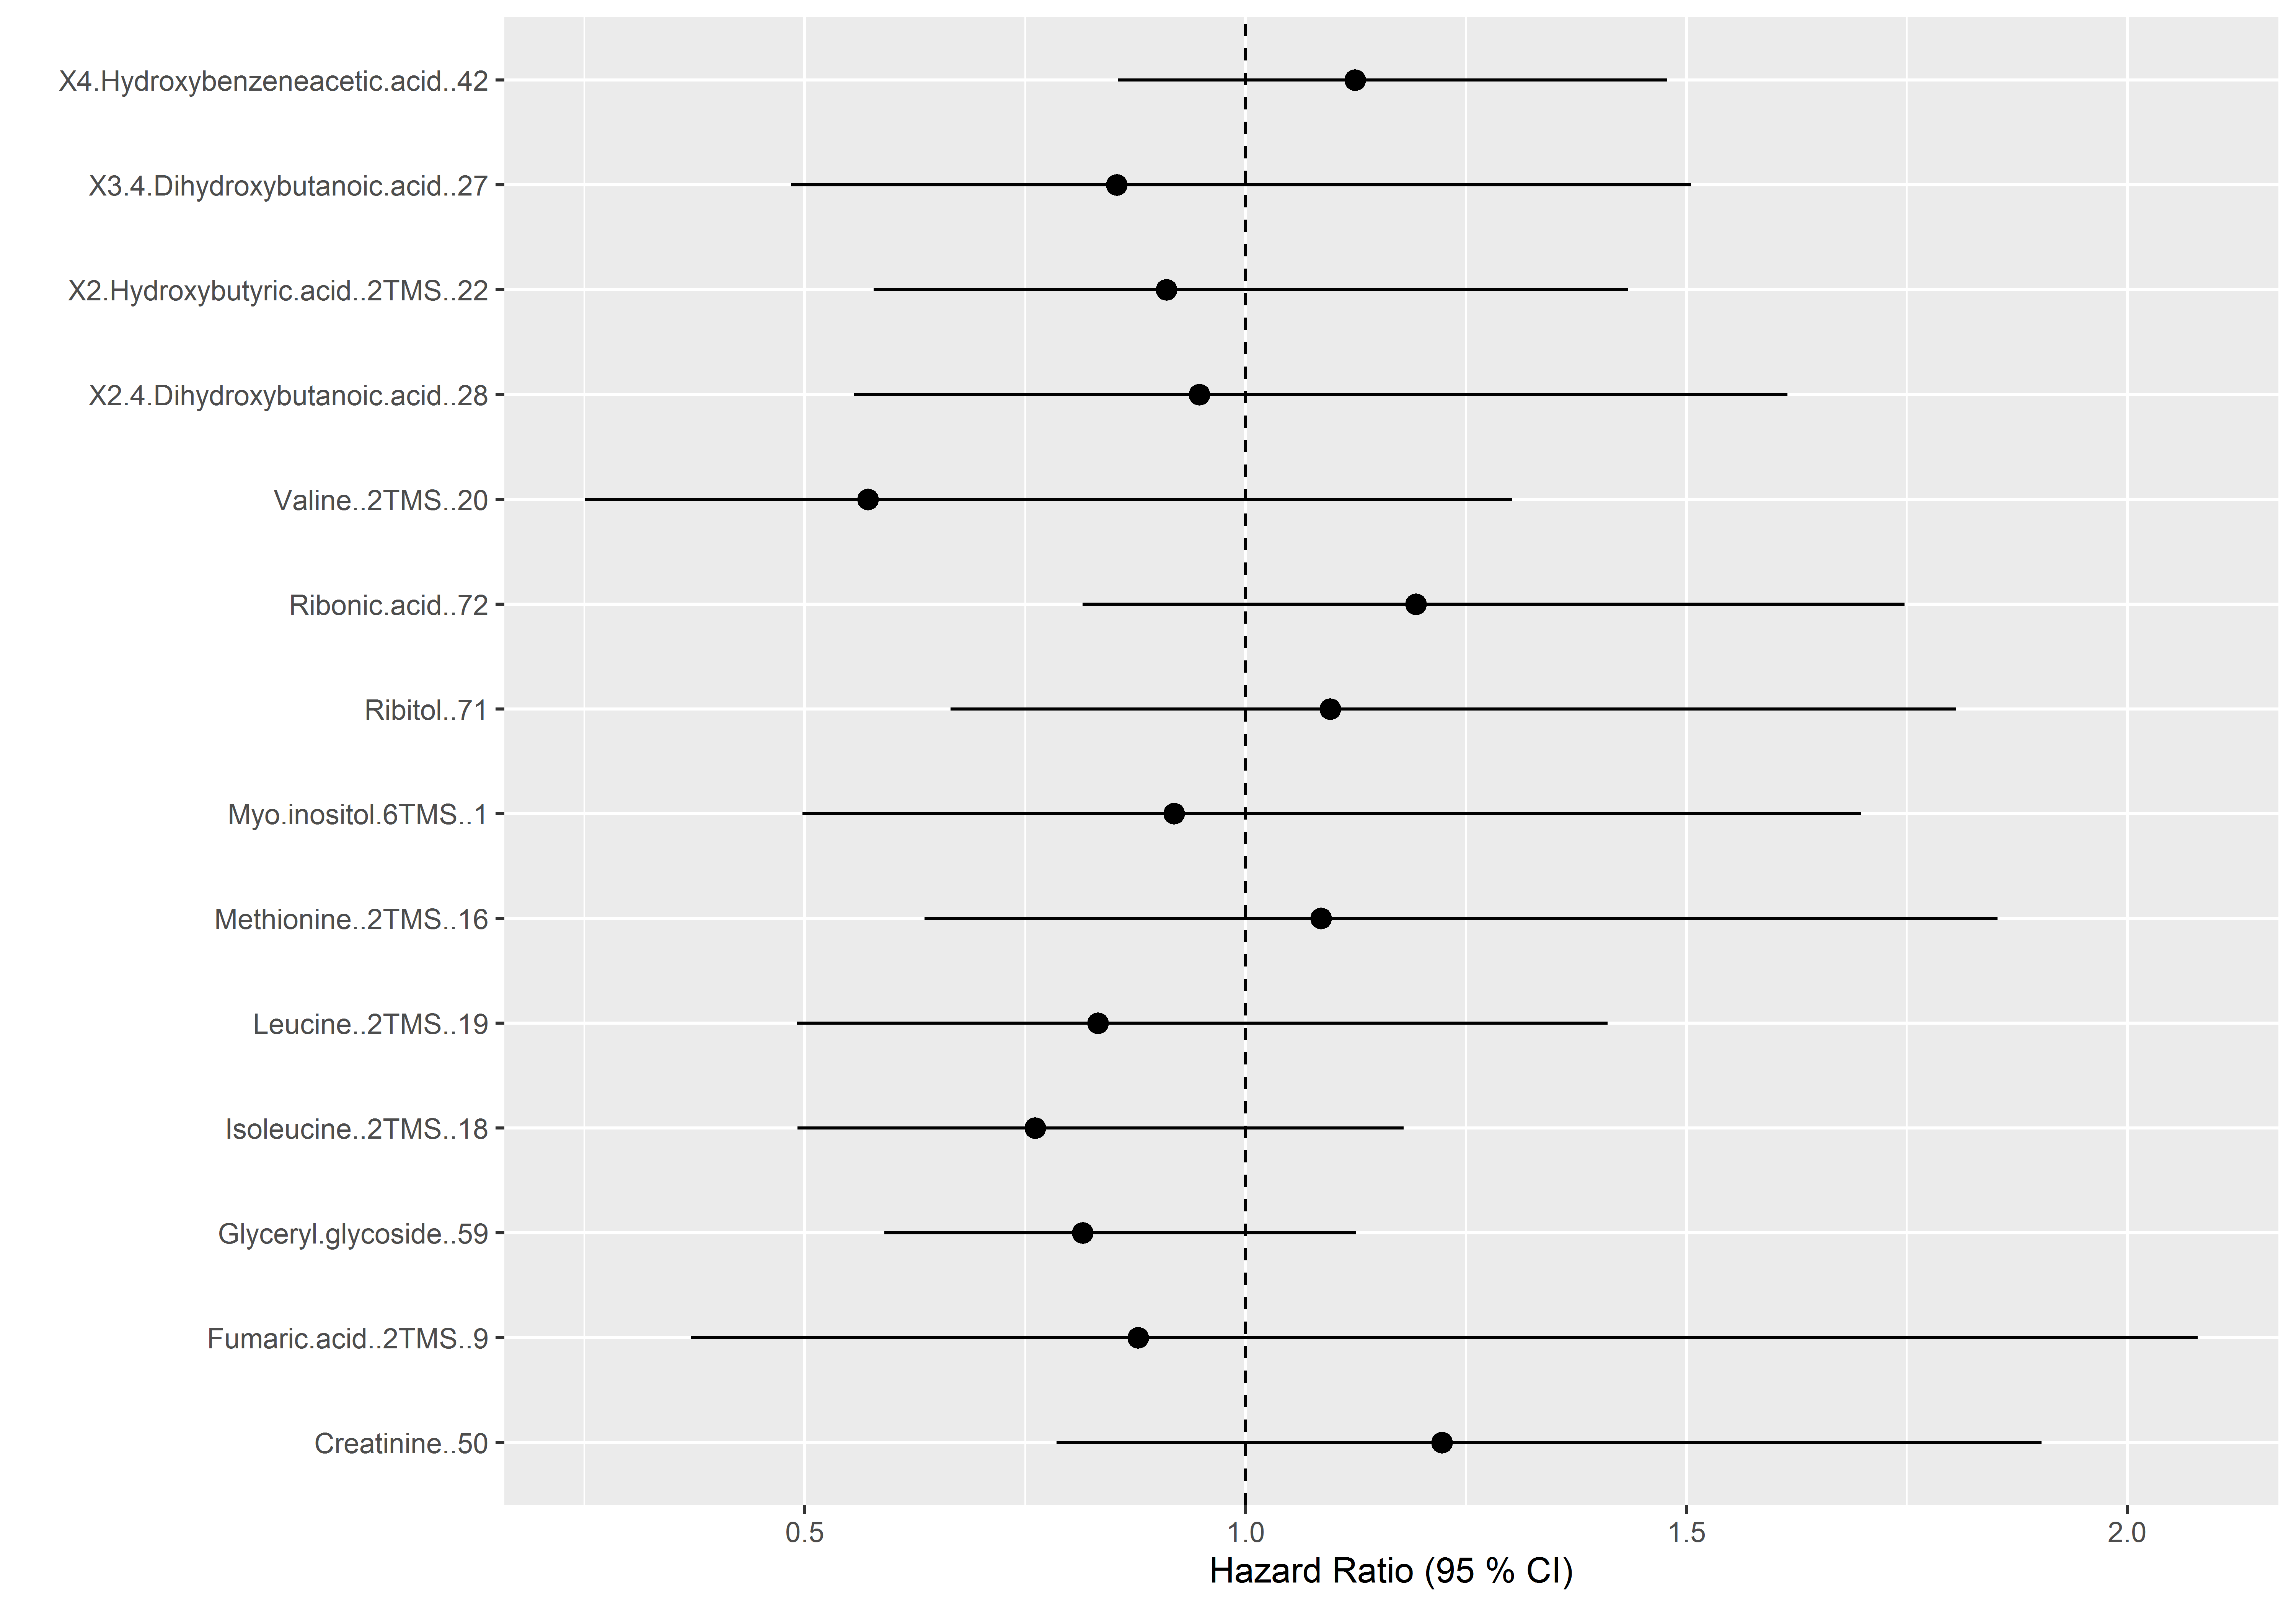 X4.Hydroxybenzeneacetic.acid..42
X3.4.Dihydroxybutanoic.acid..27
X2.Hydroxybutyric.acid..2TMS..22
X2.4.Dihydroxybutanoic.acid..28
Valine..2TMS..20
Ribonic.acid..72
Ribitol..71
Myo.inositol.6TMS..1
Methionine..2TMS..16
Leucine..2TMS..19
Isoleucine..2TMS..18
Glyceryl.glycoside..59
Fumaric.acid..2TMS..9
Creatinine..50
0.5 1.0 1.5 2.0
Hazard Ratio (95 % CI)